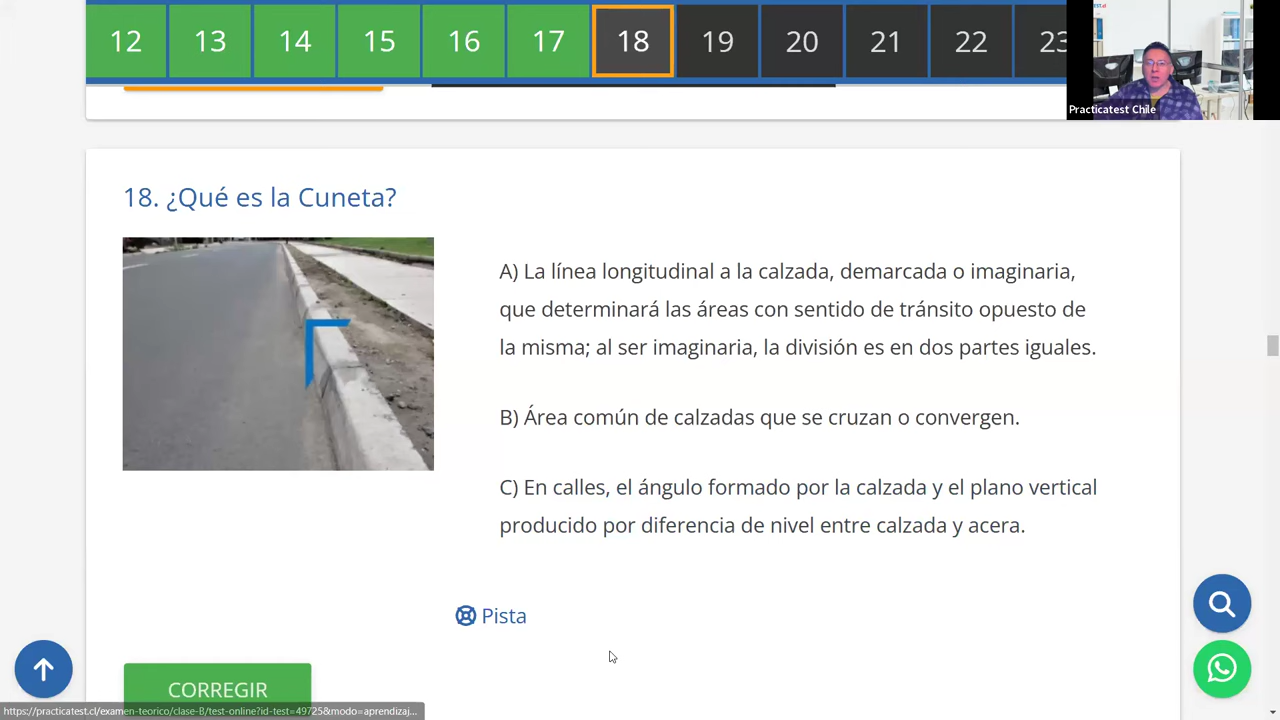 12 13 14 15 16 17 18 19 20 21 22 23
Practicatest Chile
18. ¿Qué es la Cuneta?
A) La línea longitudinal a la calzada, demarcada o imaginaria,
que determinará las áreas con sentido de tránsito opuesto de
la misma; al ser imaginaria, la división es en dos partes iguales.
B) Área común de calzadas que se cruzan o convergen.
C) En calles, el ángulo formado por la calzada y el plano vertical
producido por diferencia de nivel entre calzada y acera.
Pista
CORREGIR
https://practicatest.cl/examen-teorico/clase-B/test-online?id-test=49725&modo=aprendizaj...